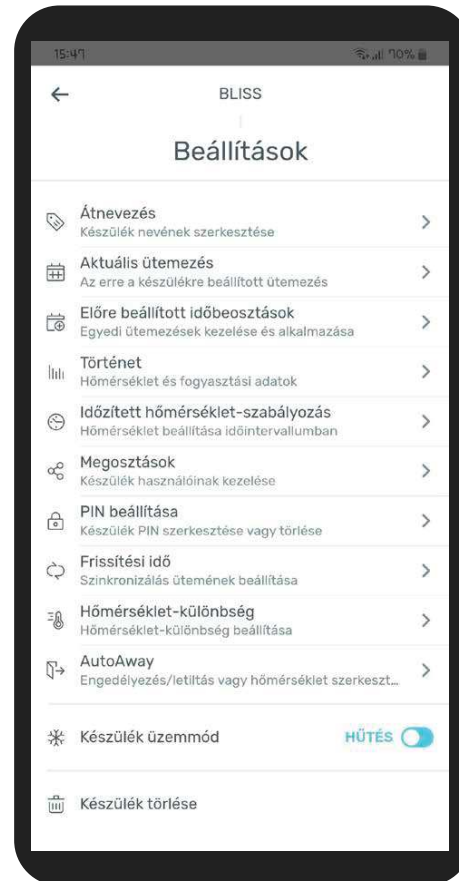 15:47
70%
BLISS
Beállítások
Átnevezés
Készülék nevének szerkesztése
Aktuális ütemezés
Az erre a készülékre beállított ütemezés
Előre beállított időbeosztások
Egyedi ütemezések kezelése és alkalmazása
Történet
Hőmérséklet és fogyasztási adatok
Időzített hőmérséklet-szabályozás
Hőmérséklet beállítása időintervallumban
Megosztások
Készülék használóinak kezelése
PIN beállítása
Készülék PIN szerkesztése vagy törlése
Frissítési idő
Szinkronizálás ütemének beállítása
Hőmérséklet-különbség
Hőmérséklet-különbség beállítása
AutoAway
Engedélyezés/letiltás vagy hőmérséklet szerkeszt...
Készülék üzemmód
HŰTÉS
Készülék törlése